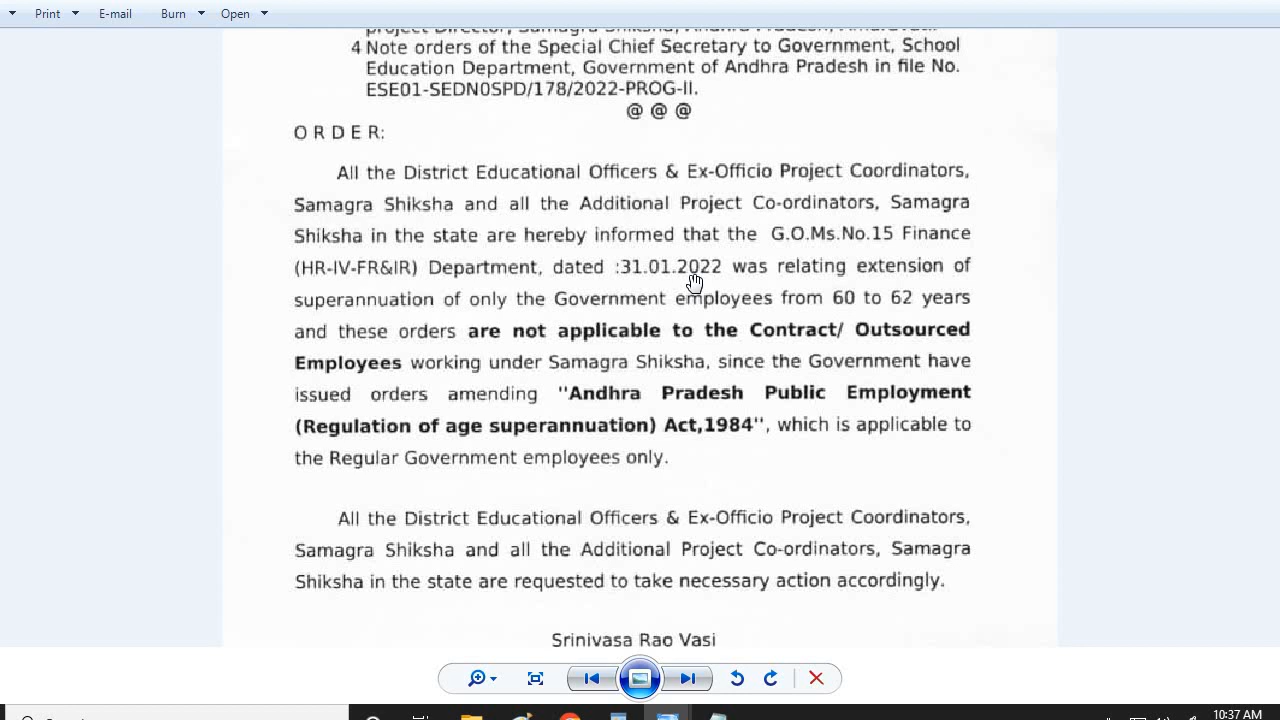 Print E-mail Burn Open
project Director, Samagra Shiksha, Andhra Pradesh,
4 Note orders of the Special Chief Secretary to Government, School
Education Department, Government of Andhra Pradesh in file No.
ESE01-SEDN0SPD/178/2022-PROG-II.
@ @ @
O R D E R:
All the District Educational Officers & Ex-Officio Project Coordinators,
Samagra Shiksha and all the Additional Project Co-ordinators, Samagra
Shiksha in the state are hereby informed that the G.O.Ms.No.15 Finance
(HR-IV-FR&IR) Department, dated :31.01.2022 was relating extension of
superannuation of only the Government employees from 60 to 62 years
and these orders are not applicable to the Contract/ Outsourced
Employees working under Samagra Shiksha, since the Government have
issued orders amending "Andhra Pradesh Public Employment
(Regulation of age superannuation) Act,1984", which is applicable to
the Regular Government employees only.
All the District Educational Officers & Ex-Officio Project Coordinators,
Samagra Shiksha and all the Additional Project Co-ordinators, Samagra
Shiksha in the state are requested to take necessary action accordingly.
Srinivasa Rao Vasi
10:37 AM